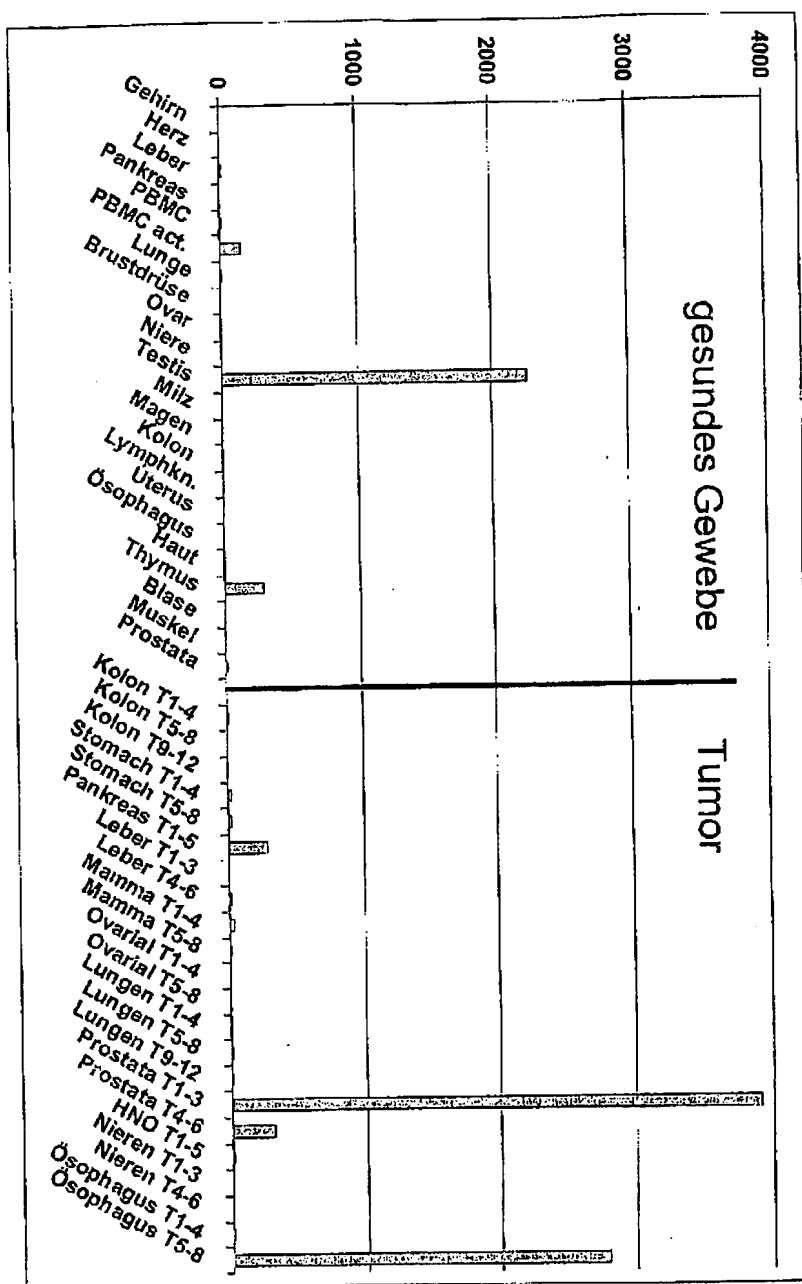 4000
3000
2000
1000
0
gesundes Gewebe
Tumor
Gehirn
Herz
Leber
Pankreas
PBMC
PBMC act.
Lunge
Brustdrüse
Ovar
Niere
Testis
Milz
Magen
Kolon
Lymphkn.
Uterus
Ösophagus
Haut
Thymus
Blase
Muskel
Prostata
Kolon T1-4
Kolon T5-8
Kolon T9-12
Stomach T1-4
Stomach T5-8
Pankreas T1-5
Leber T1-3
Leber T4-6
Mamma T1-4
Mamma T5-8
Ovarial T1-4
Ovarial T5-8
Lungen T1-4
Lungen T5-8
Lungen T9-12
Prostata T1-3
Prostata T4-6
HNO T1-5
Nieren T1-3
Nieren T4-6
Ösophagus T1-4
Ösophagus T5-8